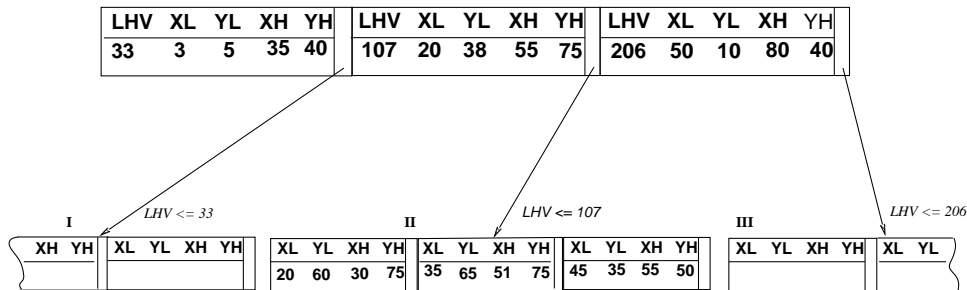 LHV XL YL XH YH LHV XL YL XH YH LHV XL YL XH YH
33 3 5 35 40 107 20 38 55 75 206 50 10 80 40
I LHV <= 33 II LHV <= 107 III LHV <= 206
XH YH XL YL XH YH XL YL XH YH XL YL XH YH XL YL XH YH XL YL XH YH XL YL
20 60 30 75 35 65 51 75 45 35 55 50